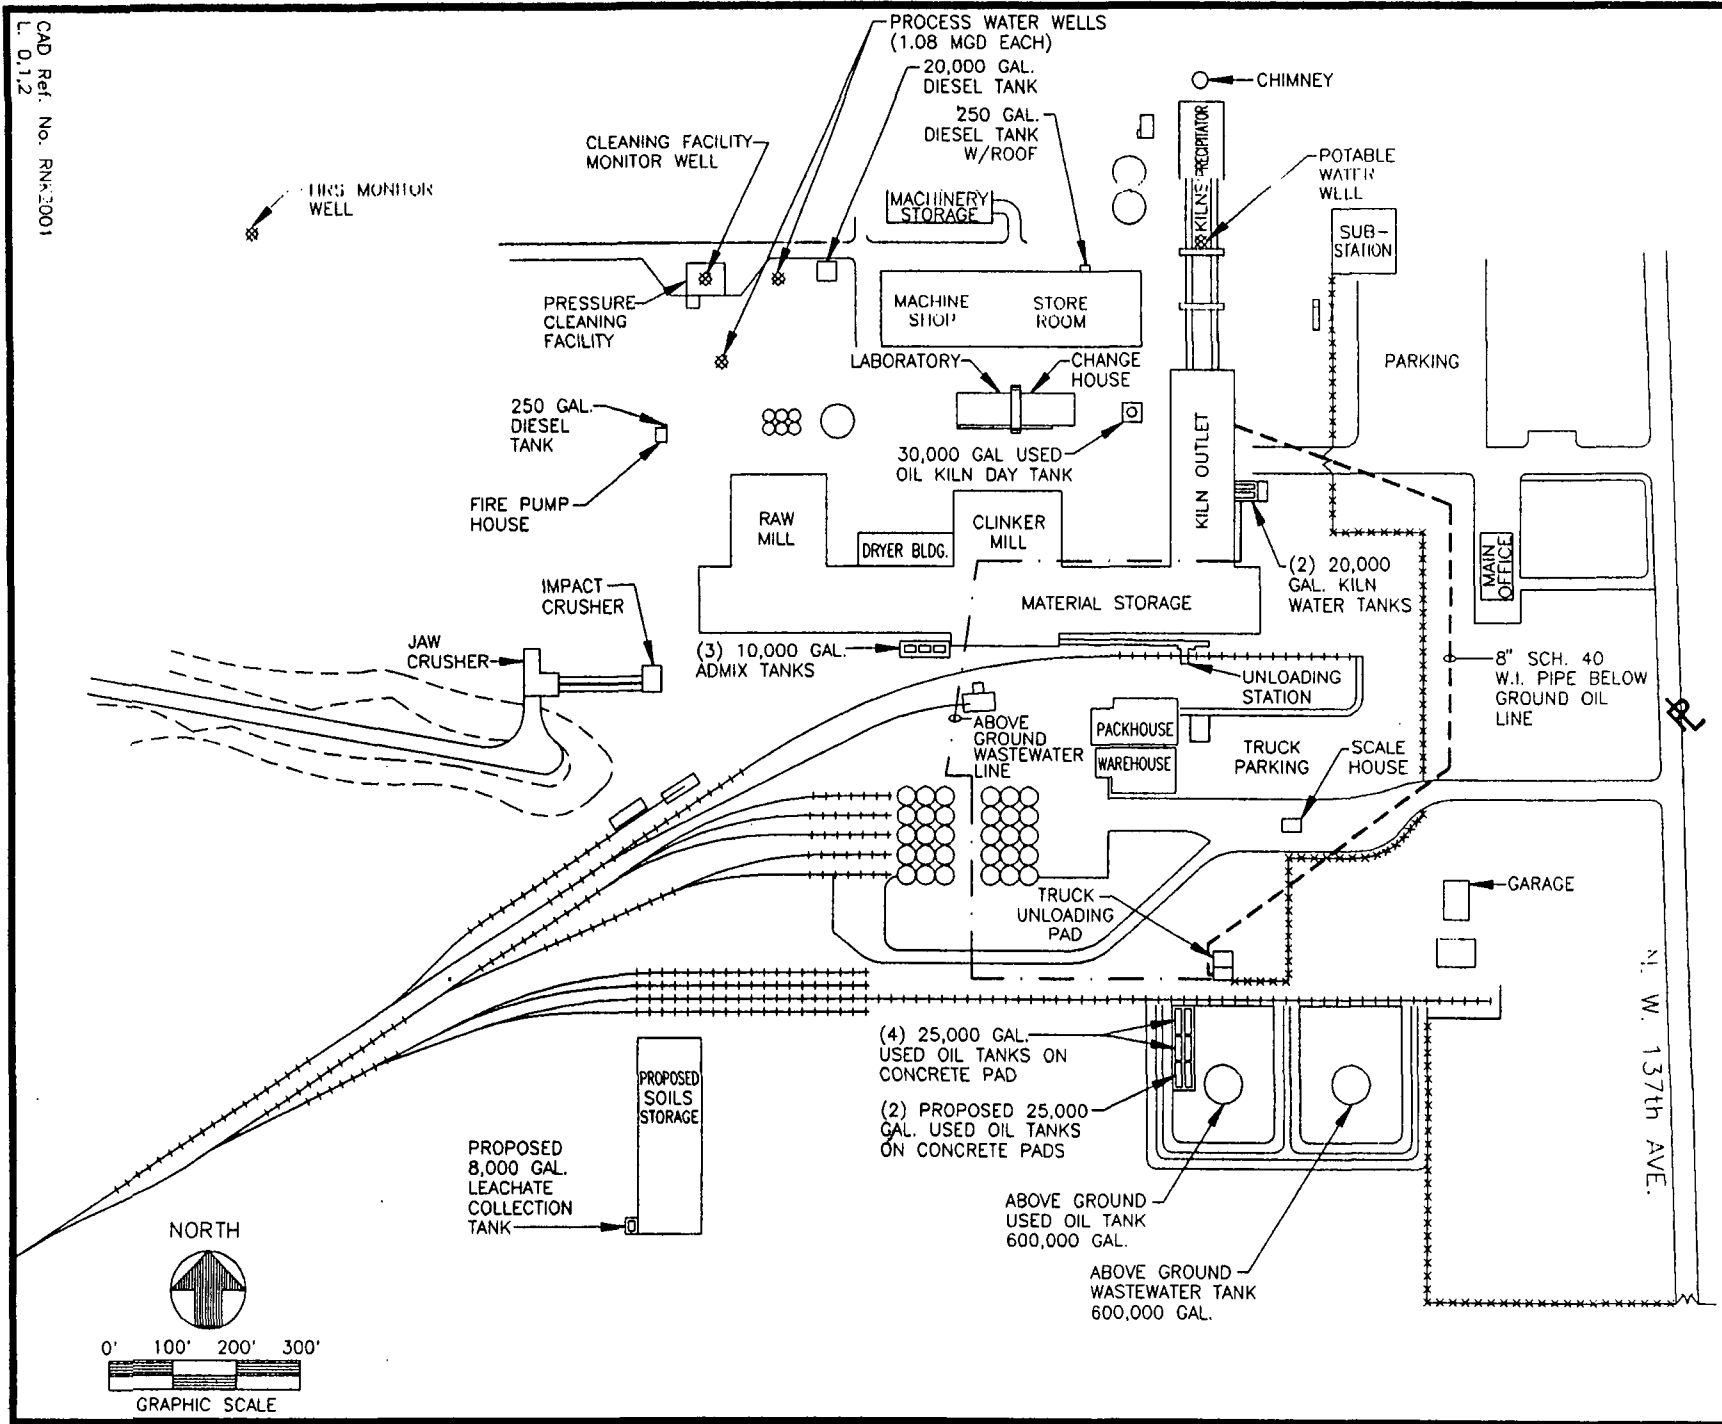 CAD Ref. No. RNK2001
L. 0,1,2
PROCESS WATER WELLS
(1.08 MGD EACH)
20,000 GAL.
DIESEL TANK
250 GAL.
DIESEL TANK
W/ROOF
CHIMNEY
CLEANING FACILITY
MONITOR WELL
MONITOR
WELL
MACHINERY
STORAGE
KILNS
PRECIPITATOR
POTABLE
WATER
WELL
SUB-
STATION
PRESSURE
CLEANING
FACILITY
MACHINE
SHOP
STORE
ROOM
LABORATORY
CHANGE
HOUSE
PARKING
250 GAL.
DIESEL
TANK
30,000 GAL USED
OIL KILN DAY TANK
KILN OUTLET
FIRE PUMP
HOUSE
RAW
MILL
DRYER BLDG.
CLINKER
MILL
MAIN
OFFICE
(2) 20,000
GAL. KILN
WATER TANKS
IMPACT
CRUSHER
MATERIAL STORAGE
JAW
CRUSHER
(3) 10,000 GAL.
ADMIX TANKS
UNLOADING
STATION
8" SCH. 40
W.I. PIPE BELOW
GROUND OIL
LINE
PL
ABOVE
GROUND
WASTEWATER
LINE
PACKHOUSE
WAREHOUSE
TRUCK
PARKING
SCALE
HOUSE
TRUCK
UNLOADING
PAD
GARAGE
N. W. 137th AVE.
(4) 25,000 GAL.
USED OIL TANKS ON
CONCRETE PAD
(2) PROPOSED 25,000
GAL. USED OIL TANKS
ON CONCRETE PADS
PROPOSED
SOILS
STORAGE
PROPOSED
8,000 GAL.
LEACHATE
COLLECTION
TANK
ABOVE GROUND
USED OIL TANK
600,000 GAL.
ABOVE GROUND
WASTEWATER TANK
600,000 GAL.
NORTH
0' 100' 200' 300'
GRAPHIC SCALE